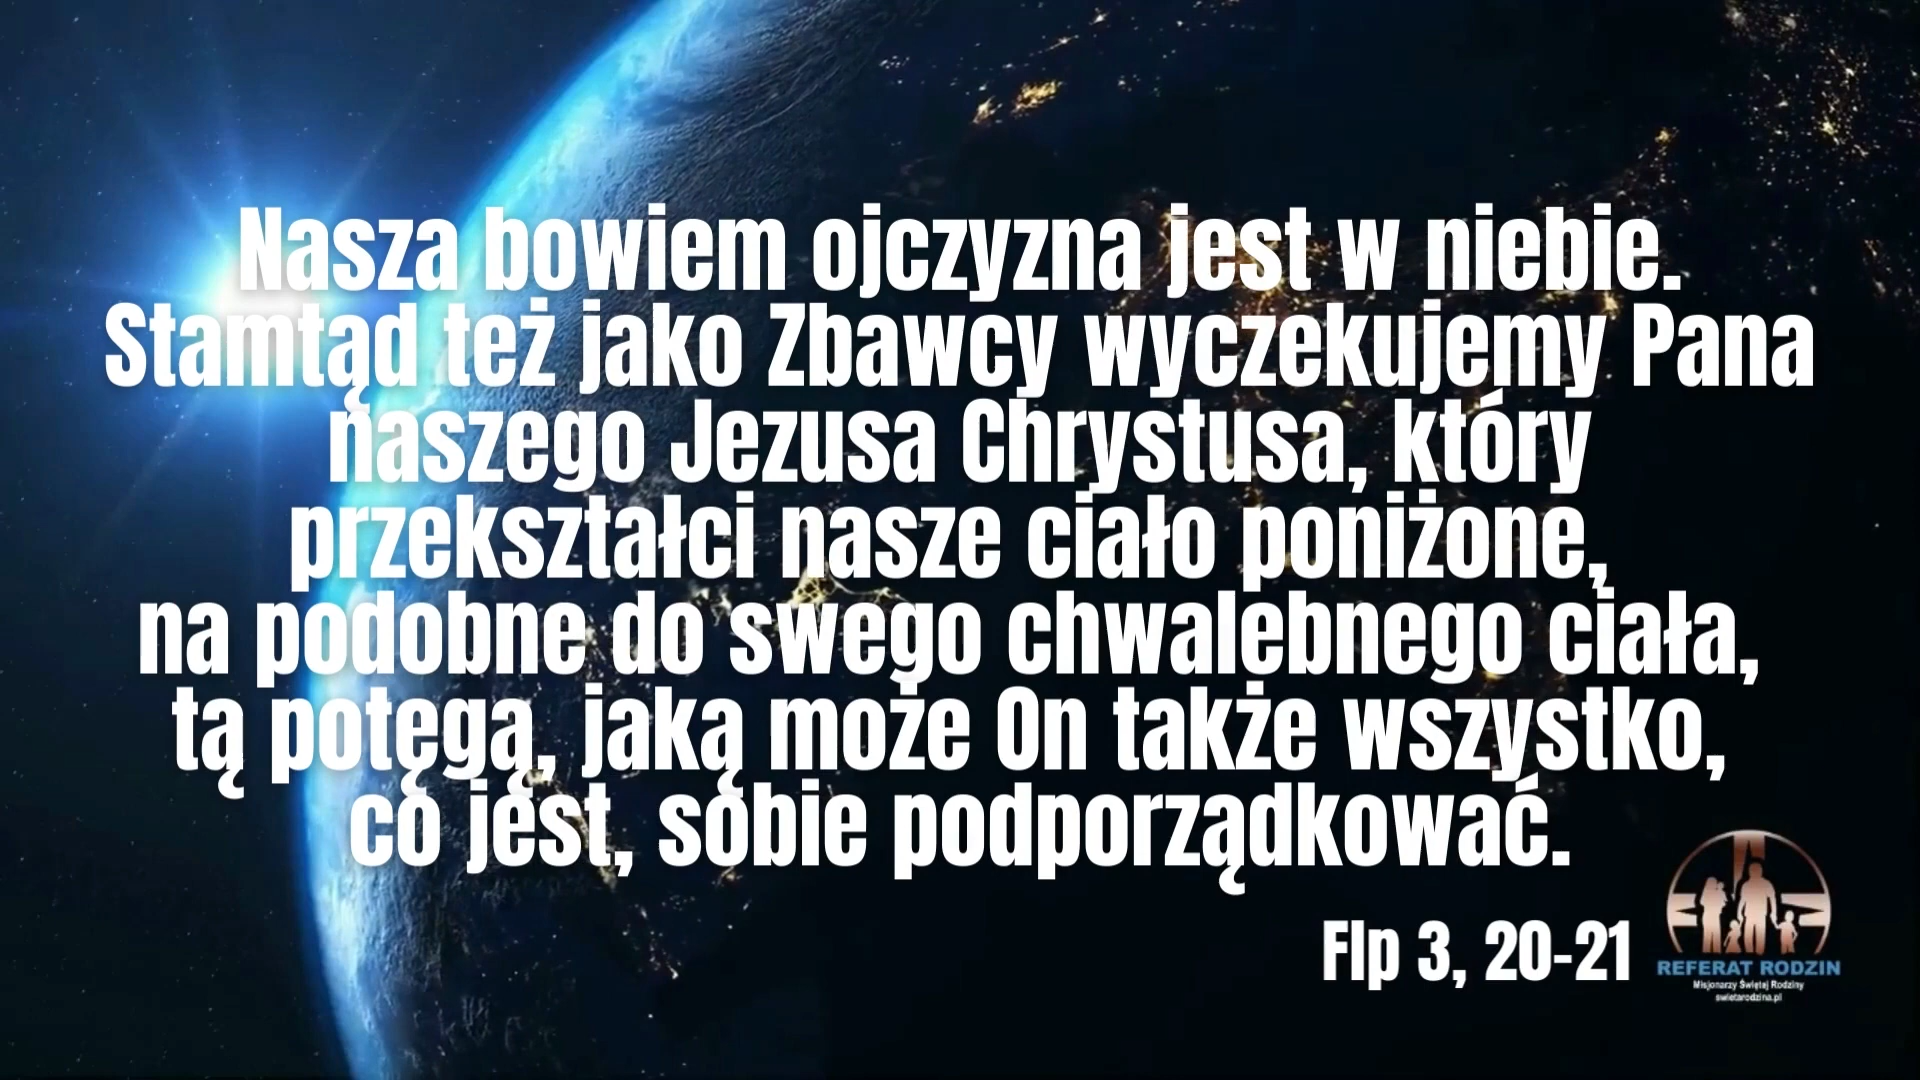 Nasza bowiem ojczyzna jest w niebie.
Stamtąd też jako Zbawcy wyczekujemy Pana
naszego Jezusa Chrystusa, który
przekształci nasze ciało poniżone,
na podobne do swego chwalebnego ciała,
tą potęgą, jaką może On także wszystko,
co jest, sobie podporządkować.
Flp 3, 20-21
REFERAT RODZIN
Misjonarzy Świętej Rodziny
swietarodzina.pl